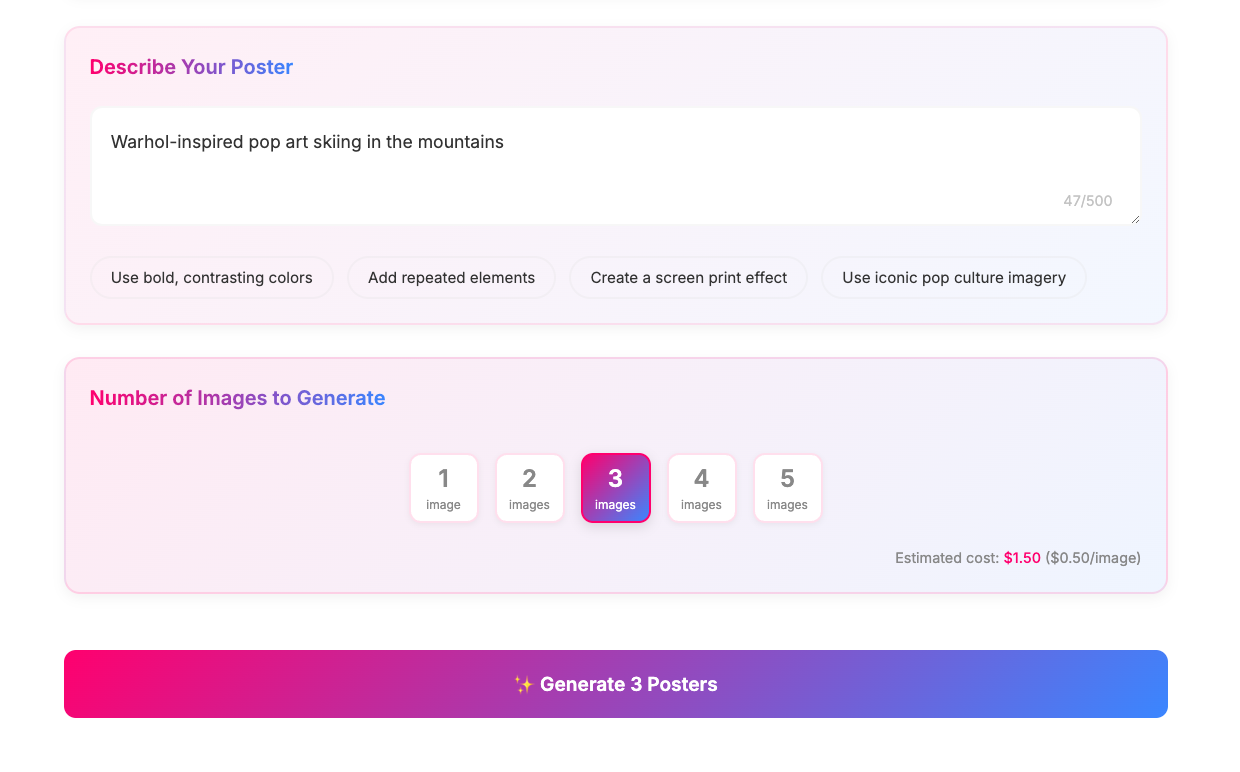 Describe Your Poster
Warhol-inspired pop art skiing in the mountains
47/500
Use bold, contrasting colors
Add repeated elements
Create a screen print effect
Use iconic pop culture imagery
Number of Images to Generate
1
image
2
images
3
images
4
images
5
images
Estimated cost: $1.50 ($0.50/image)
✨ Generate 3 Posters